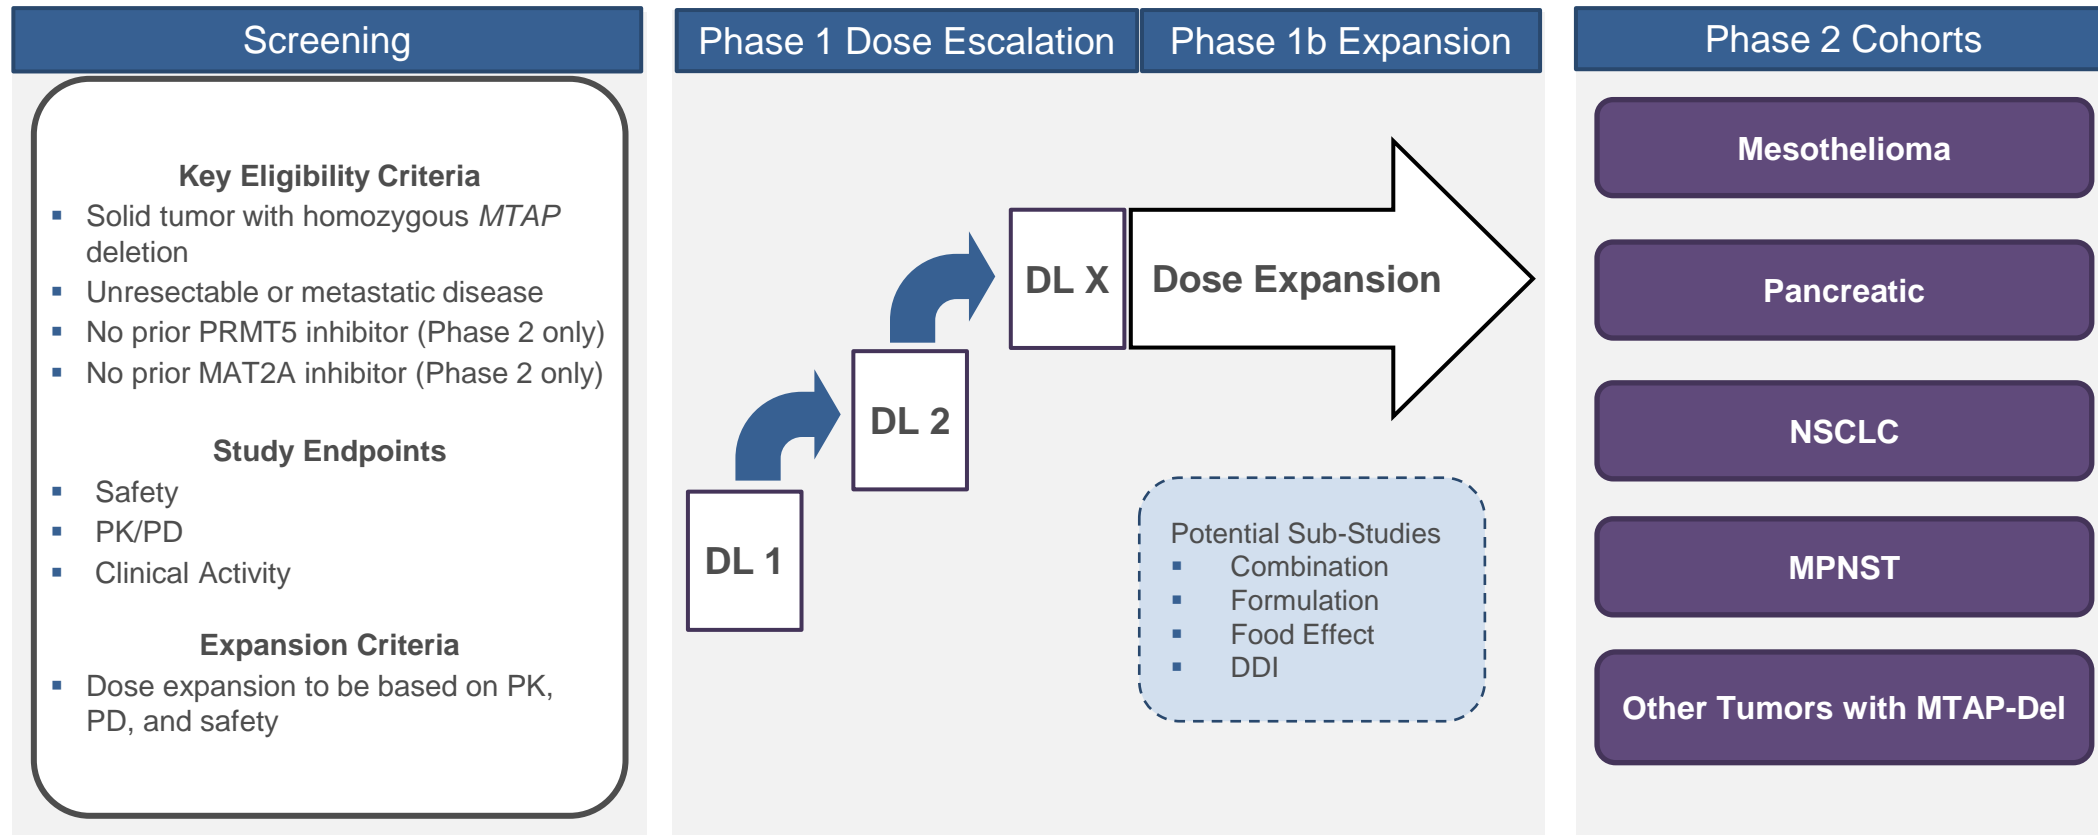 Screening
Key Eligibility Criteria
▪ Solid tumor with homozygous MTAP
deletion
▪ Unresectable or metastatic disease
▪ No prior PRMT5 inhibitor (Phase 2 only)
▪ No prior MAT2A inhibitor (Phase 2 only)
Study Endpoints
▪ Safety
▪ PK/PD
▪ Clinical Activity
Expansion Criteria
▪ Dose expansion to be based on PK,
PD, and safety
Phase 1 Dose Escalation
Phase 1b Expansion
DL 1
DL 2
DL X
Dose Expansion
Potential Sub-Studies
▪ Combination
▪ Formulation
▪ Food Effect
▪ DDI
Phase 2 Cohorts
Mesothelioma
Pancreatic
NSCLC
MPNST
Other Tumors with MTAP-Del